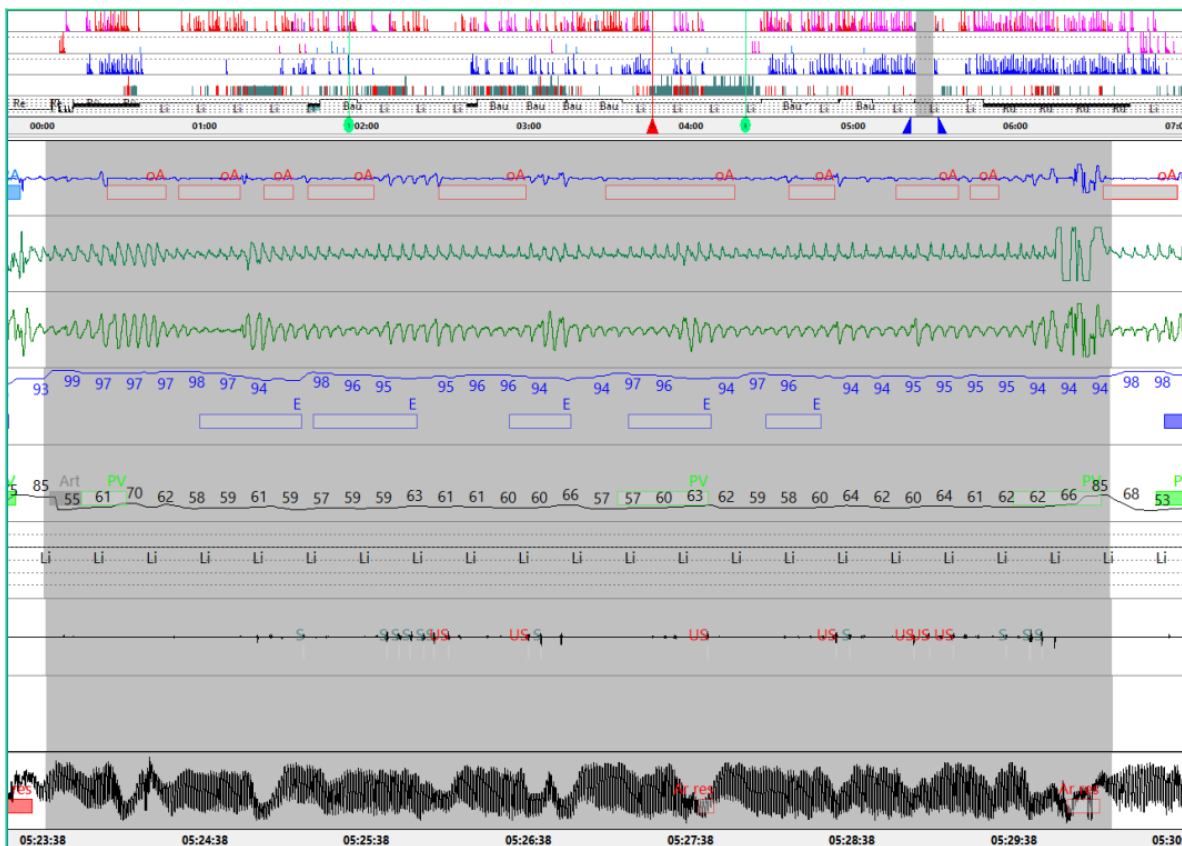 Re Li Li Li Li Bau Li Li Bau Bau Bau Bau Li Li Li Bau Li Bau Li Li Li Li
00:00 01:00 02:00 03:00 04:00 05:00 06:00 07:0
A oA oA oA oA oA oA oA oA oA oA
93 99 97 97 97 98 97 94 98 96 95 95 96 96 94 94 97 96 94 97 96 94 94 95 95 95 95 94 94 94 98 98
E E E E E
Art PV PV PV P
5 85 55 61 70 62 58 59 61 59 57 59 59 63 61 61 60 60 66 57 57 60 63 62 59 58 60 64 62 60 64 61 62 62 66 85 68 53
Li Li Li Li Li Li Li Li Li Li Li Li Li Li Li Li Li Li Li Li Li Li
S S S S S S US US S US US S US US US S S S
res Ar res Ar res
05:23:38 05:24:38 05:25:38 05:26:38 05:27:38 05:28:38 05:29:38 05:30